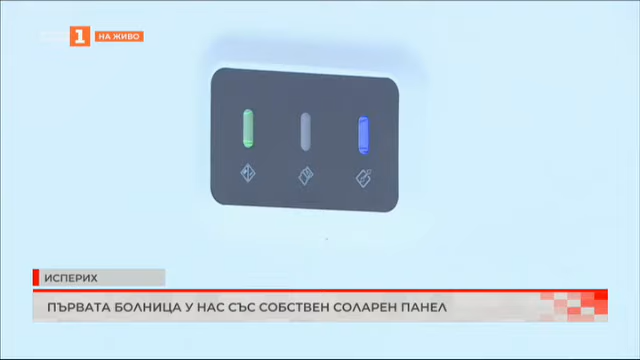 1 НА ЖИВО
ИСПЕРИХ
ПЪРВАТА БОЛНИЦА У НАС СЪС СОБСТВЕН СОЛАРЕН ПАНЕЛ